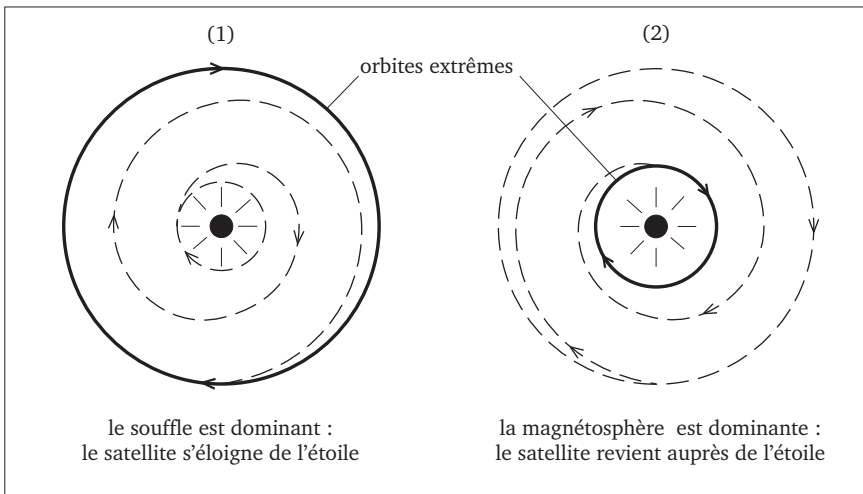 (1)
(2)
orbites extrêmes
le souffle est dominant :
le satellite s’éloigne de l’étoile
la magnétosphère est dominante :
le satellite revient auprès de l’étoile